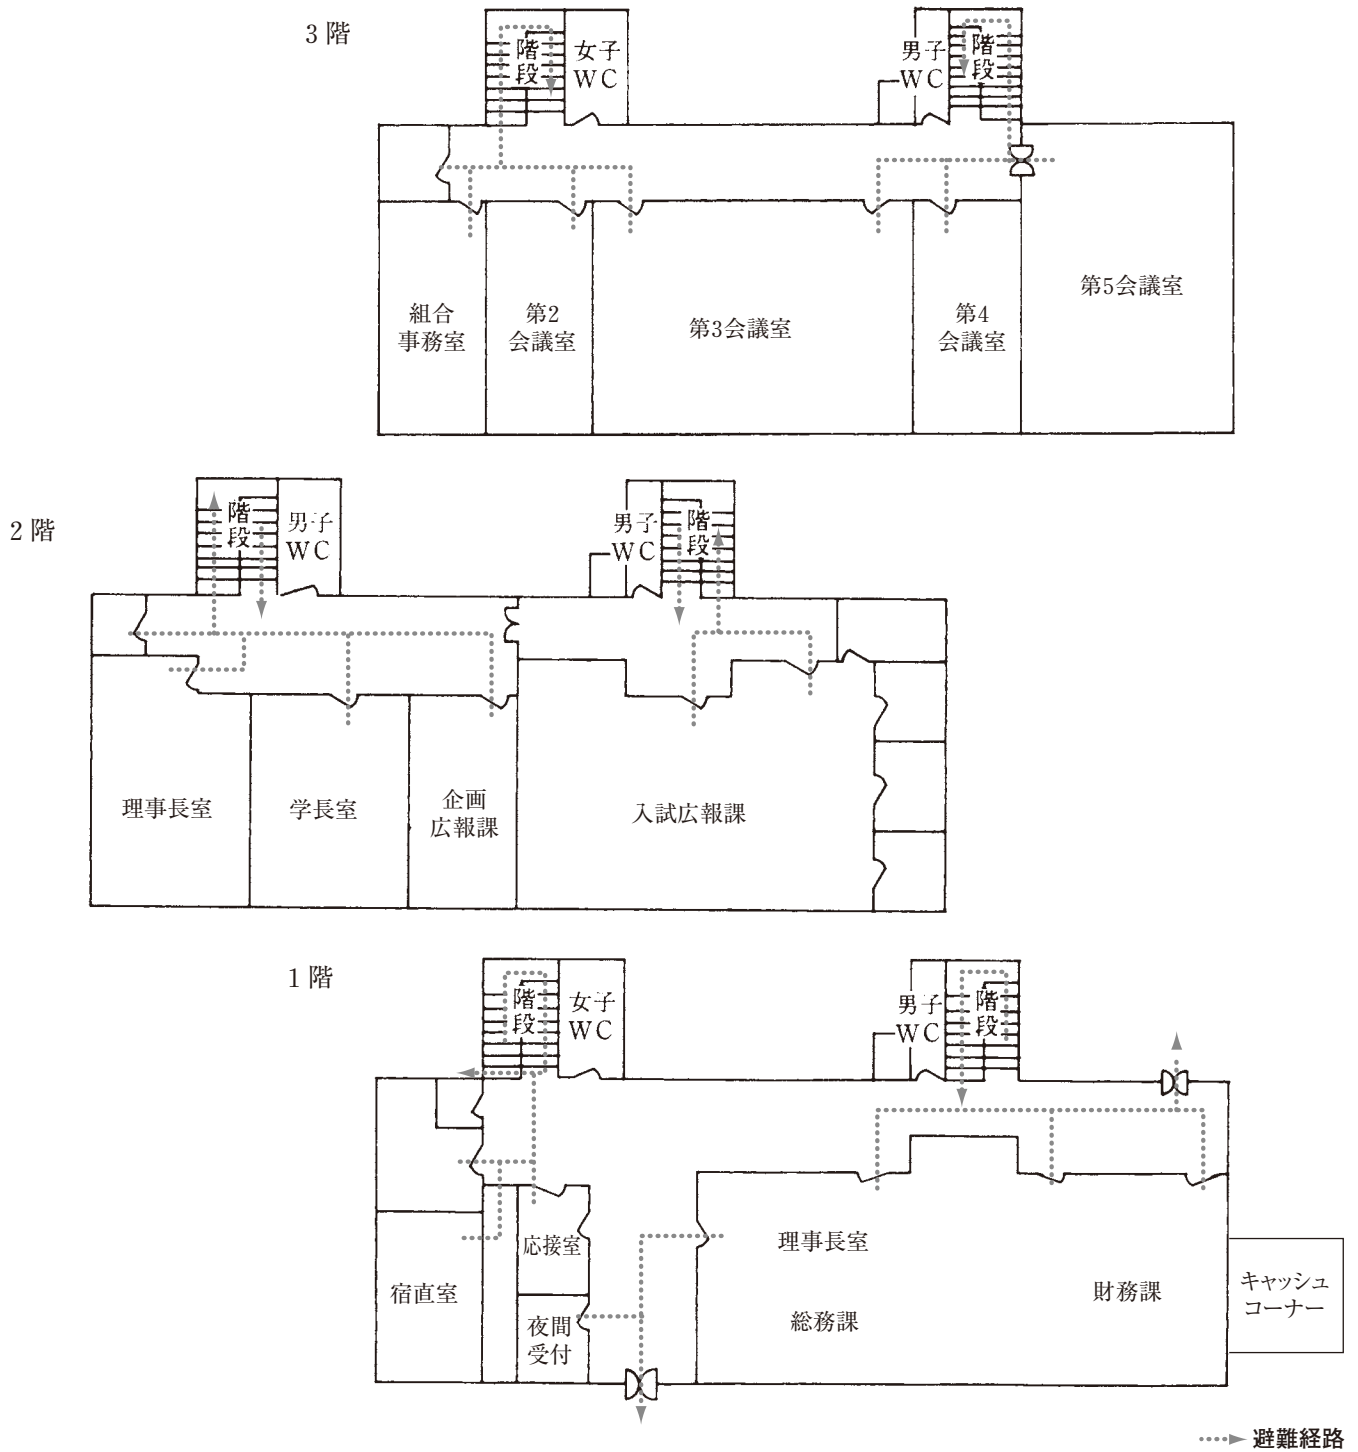 3 階
階
段
女子
WC
男子
WC
階
段
組合
事務室
第2
会議室
第3会議室
第4
会議室
第5会議室
2 階
階
段
男子
WC
男子
WC
階
段
理事長室
学長室
企画
広報課
入試広報課
1 階
階
段
女子
WC
男子
WC
階
段
宿直室
応接室
夜間
受付
理事長室
総務課
財務課
キャッシュ
コーナー
避難経路